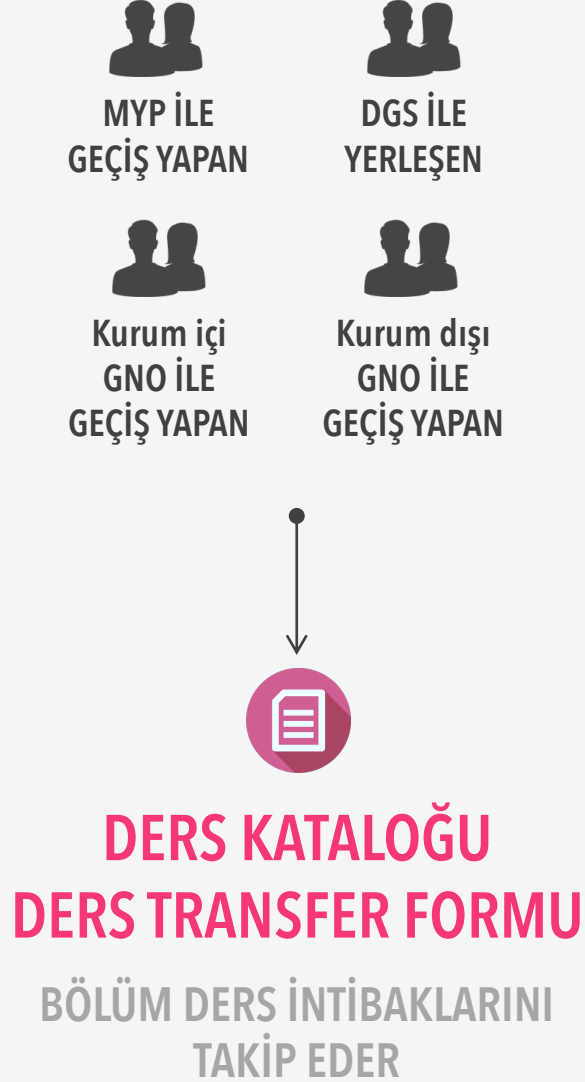 MYP İLE
GEÇİŞ YAPAN
DGS İLE
YERLEŞEN
Kurum içi
GNO İLE
GEÇİŞ YAPAN
Kurum dışı
GNO İLE
GEÇİŞ YAPAN
DERS KATALOĞU
DERS TRANSFER FORMU
BÖLÜM DERS İNTİBAKLARINI
TAKİP EDER